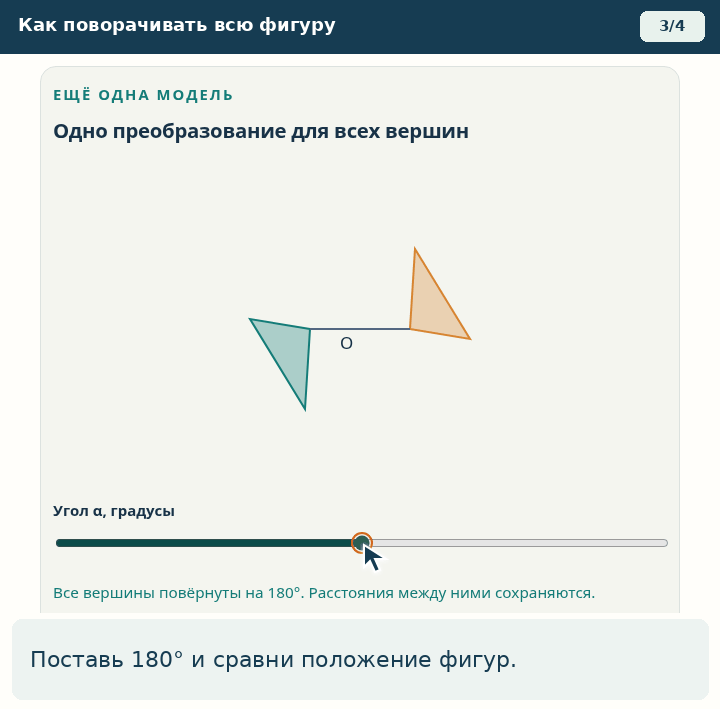 Как поворачивать всю фигуру
3/4
ЕЩЁ ОДНА МОДЕЛЬ
Одно преобразование для всех вершин
O
Угол α, градусы
Все вершины повёрнуты на 180°. Расстояния между ними сохраняются.
Поставь 180° и сравни положение фигур.